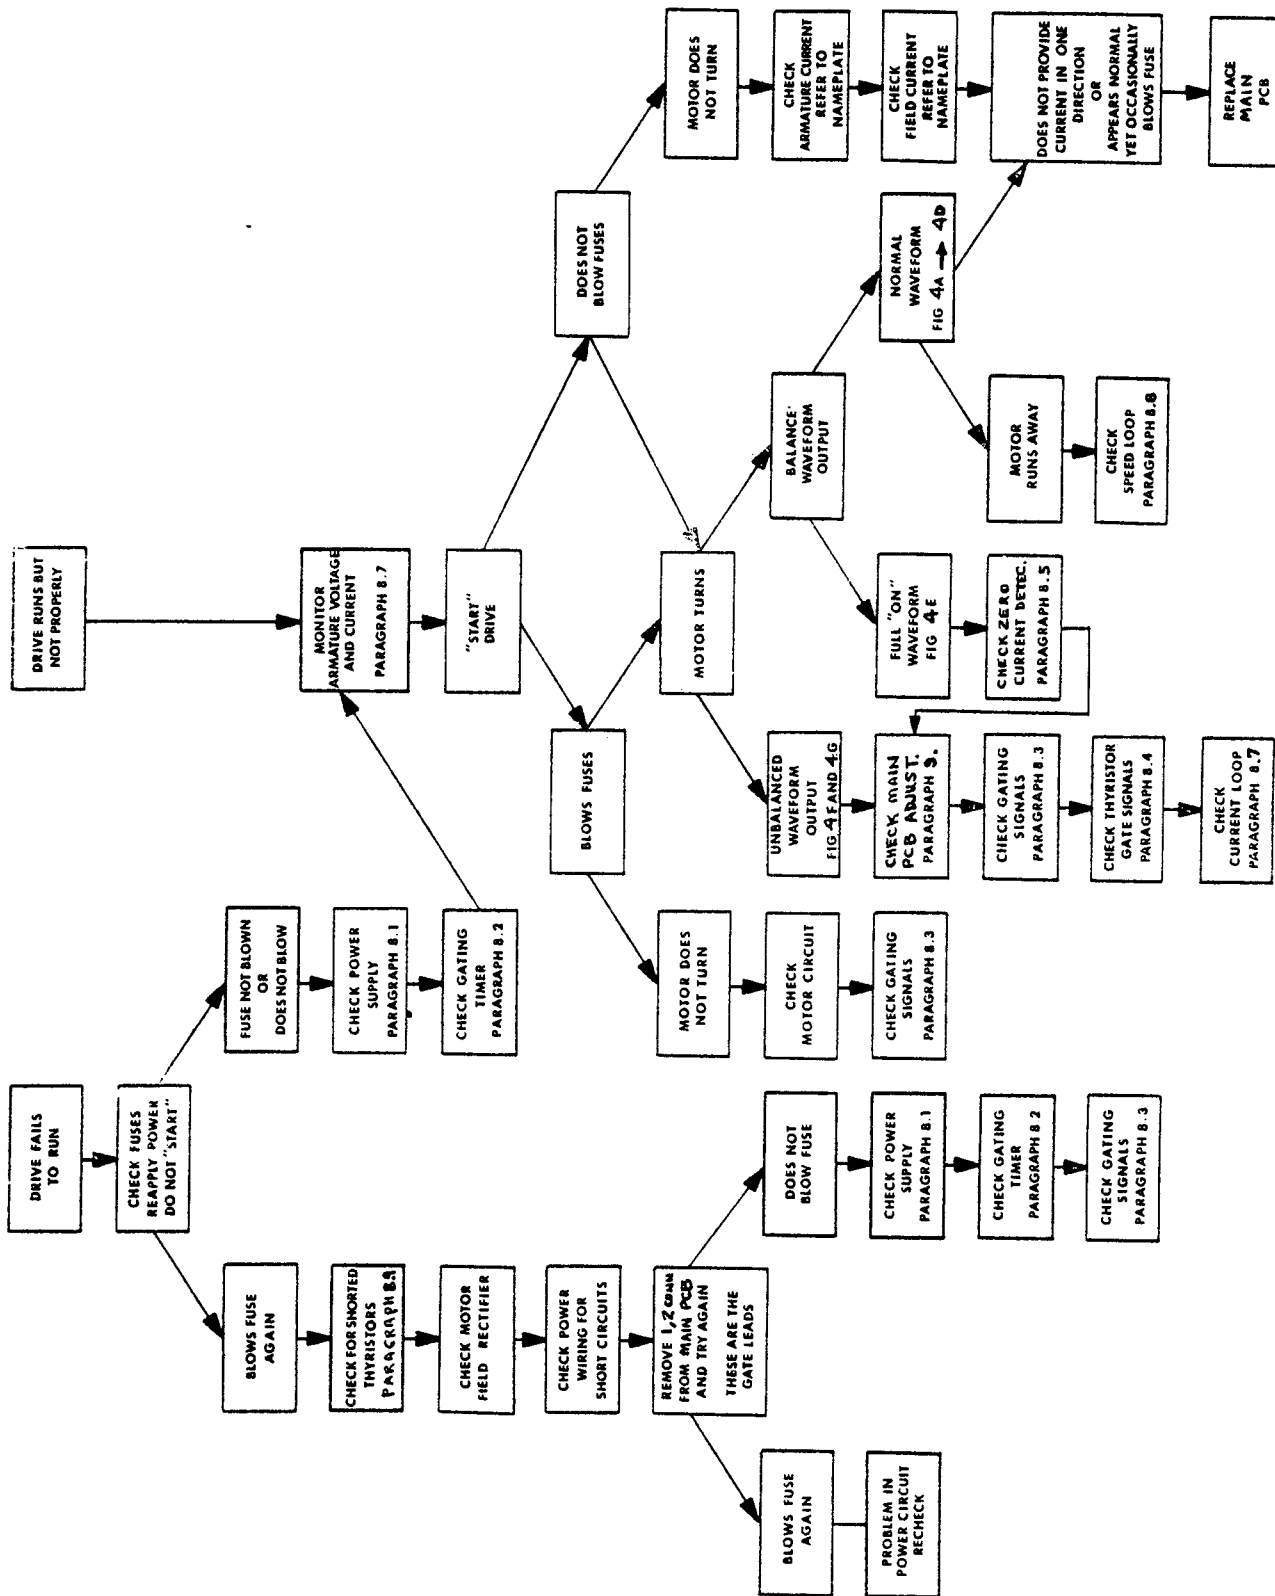 DRIVE FAILS
TO RUN
CHECK FUSES
REAPPLY POWER
DO NOT "START"
BLOWS FUSE
AGAIN
CHECK FOR SHORTED
THYRISTORS
PARAGRAPH 8.9
CHECK MOTOR
FIELD RECTIFIER
CHECK POWER
WIRING FOR
SHORT CIRCUITS
REMOVE 1,2 CONN
FROM MAIN PCB
AND TRY AGAIN
THESE ARE THE
GATE LEADS
BLOWS FUSE
AGAIN
PROBLEM IN
POWER CIRCUIT
RECHECK
DOES NOT
BLOW FUSE
CHECK POWER
SUPPLY
PARAGRAPH 8.1
CHECK GATING
TIMER
PARAGRAPH 8.2
CHECK GATING
SIGNALS
PARAGRAPH 8.3
FUSE NOT BLOWN
OR
DOES NOT BLOW
CHECK POWER
SUPPLY
PARAGRAPH 8.1
CHECK GATING
TIMER
PARAGRAPH 8.2
DRIVE RUNS BUT
NOT PROPERLY
MONITOR
ARMATURE VOLTAGE
AND CURRENT
PARAGRAPH 8.7
"START"
DRIVE
BLOWS FUSES
MOTOR DOES
NOT TURN
CHECK
MOTOR CIRCUIT
CHECK GATING
SIGNALS
PARAGRAPH 8.3
MOTOR TURNS
UNBALANCED
WAVEFORM
OUTPUT
FIG 4F AND 4G
CHECK MAIN
PCB ADJUST.
PARAGRAPH 9.
CHECK GATING
SIGNALS
PARAGRAPH 8.3
CHECK THYRISTOR
GATE SIGNALS
PARAGRAPH 8.4
CHECK
CURRENT LOOP
PARAGRAPH 8.7
BALANCE
WAVEFORM
OUTPUT
FULL "ON"
WAVEFORM
FIG 4E
CHECK ZERO
CURRENT DETEC.
PARAGRAPH 8.5
NORMAL
WAVEFORM
FIG 4A → 4D
MOTOR
RUNS AWAY
CHECK
SPEED LOOP
PARAGRAPH 8.8
DOES NOT
BLOW FUSES
MOTOR DOES
NOT TURN
CHECK
ARMATURE CURRENT
REFER TO
NAMEPLATE
CHECK
FIELD CURRENT
REFER TO
NAMEPLATE
DOES NOT PROVIDE
CURRENT IN ONE
DIRECTION
OR
APPEARS NORMAL
YET OCCASIONALLY
BLOWS FUSE
REPLACE
MAIN
PCB